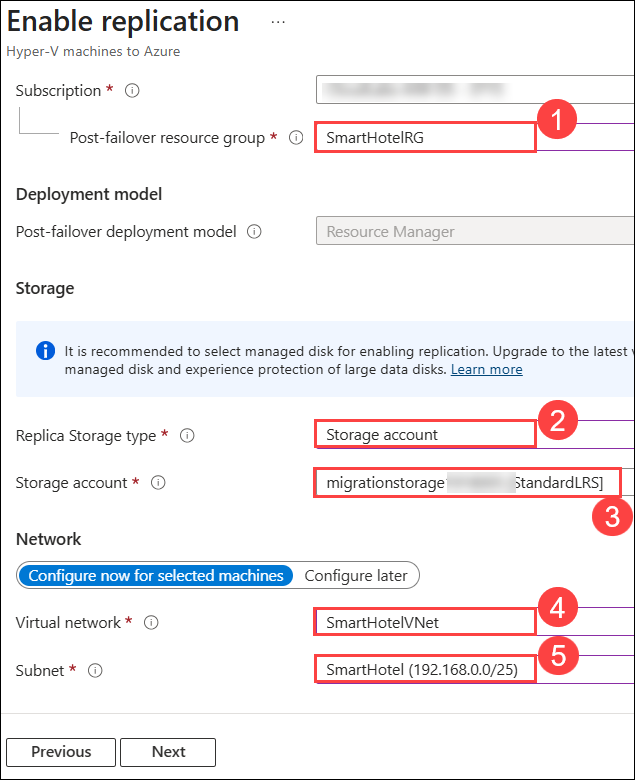 Enable replication ...
Hyper-V machines to Azure
Subscription *
Post-failover resource group * SmartHotelRG 1
Deployment model
Post-failover deployment model Resource Manager
Storage
It is recommended to select managed disk for enabling replication. Upgrade to the latest
managed disk and experience protection of large data disks. Learn more
Replica Storage type * Storage account 2
Storage account * migrationstorage StandardLRS] 3
Network
Configure now for selected machines Configure later
Virtual network * SmartHotelVNet 4
Subnet * SmartHotel (192.168.0.0/25) 5
Previous Next